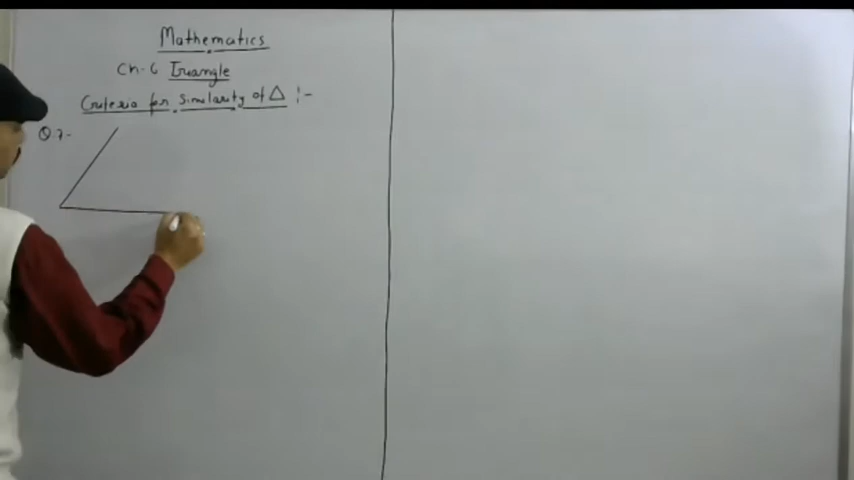 Mathematics
Ch-6 Triangle
Criteria for Similarity of △ :-
Q.7-